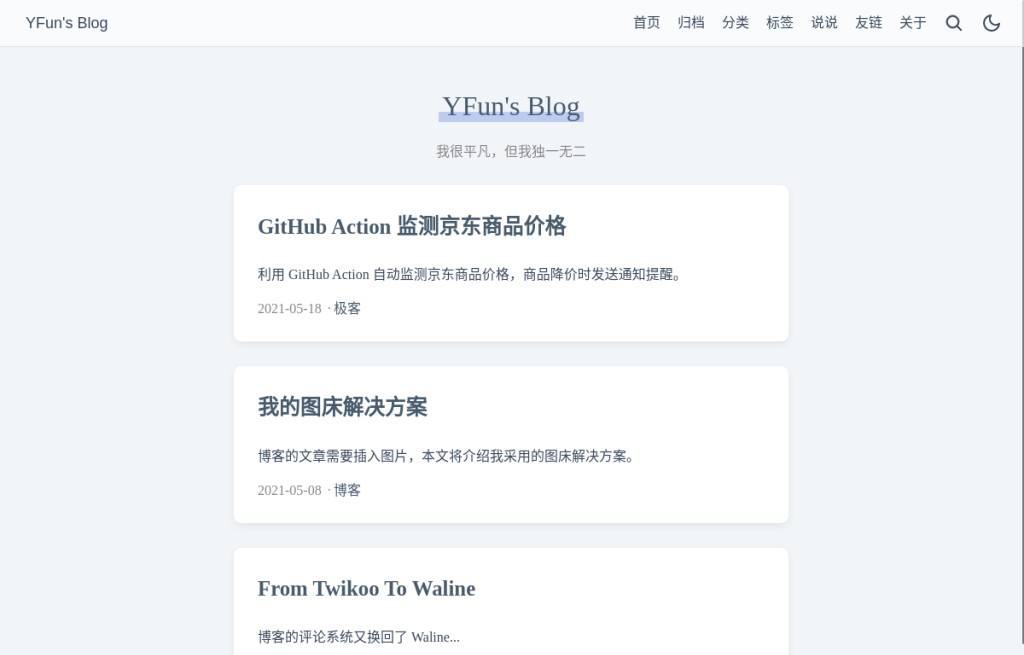 YFun's Blog
首页 归档 分类 标签 说说 友链 关于
YFun's Blog
我很平凡，但我独一无二
GitHub Action 监测京东商品价格
利用 GitHub Action 自动监测京东商品价格，商品降价时发送通知提醒。
2021-05-18 · 极客
我的图床解决方案
博客的文章需要插入图片，本文将介绍我采用的图床解决方案。
2021-05-08 · 博客
From Twikoo To Waline
博客的评论系统又换回了 Waline...